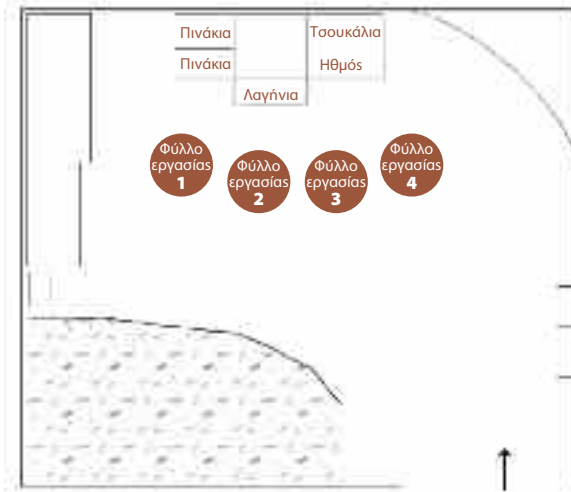 Πινάκια
Τσουκάλια
Πινάκια
Ηθμός
Λαγήνια
Φύλλο
εργασίας
1
Φύλλο
εργασίας
2
Φύλλο
εργασίας
3
Φύλλο
εργασίας
4